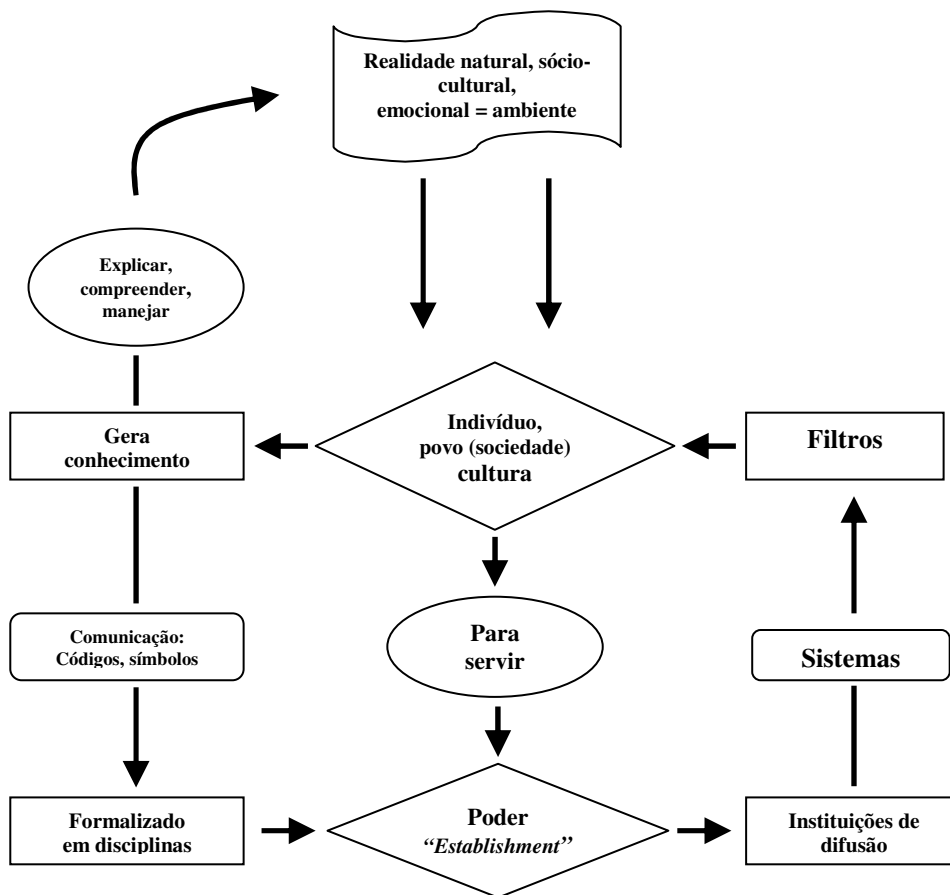 Realidade natural, sócio-
cultural,
emocional = ambiente
Explicar,
compreender,
manejar
Gera
conhecimento
Indivíduo,
povo (sociedade)
cultura
Filtros
Comunicação:
Códigos, símbolos
Para
servir
Sistemas
Formalizado
em disciplinas
Poder
“Establishment”
Instituições de
difusão